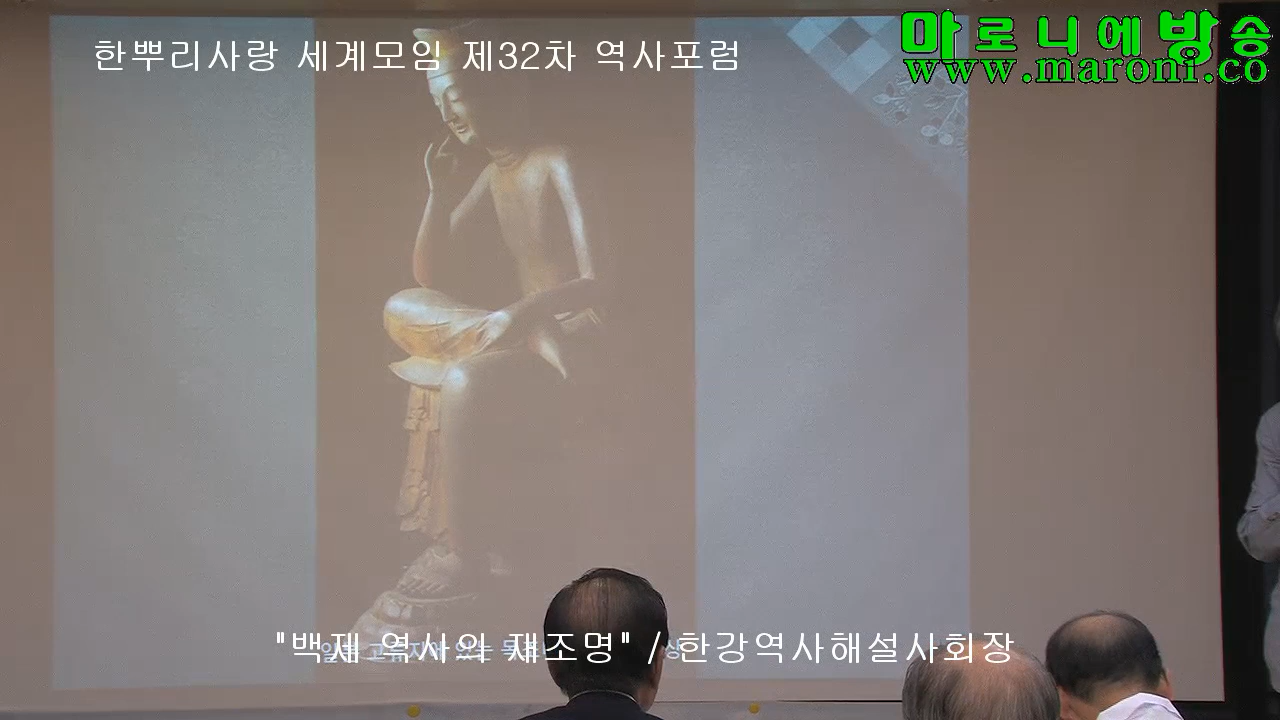 한뿌리사랑 세계모임 제32차 역사포럼
마로니에방송
www.maroni.co
"백제 역사의 재조명" / 한강역사해설사회장